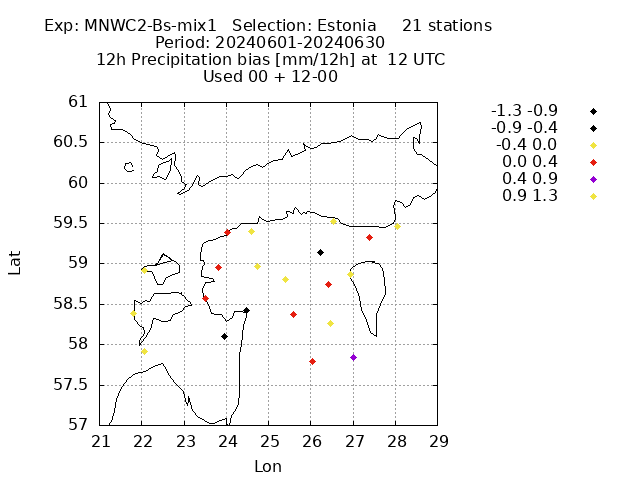 Exp: MNWC2-Bs-mix1   Selection: Estonia     21 stations
Period: 20240601-20240630
12h Precipitation bias [mm/12h] at  12 UTC
Used 00 + 12-00
61
60.5
60
59.5
59
58.5
58
57.5
57
Lat
21 22 23 24 25 26 27 28 29
Lon
-1.3 -0.9
-0.9 -0.4
-0.4 0.0
0.0 0.4
0.4 0.9
0.9 1.3